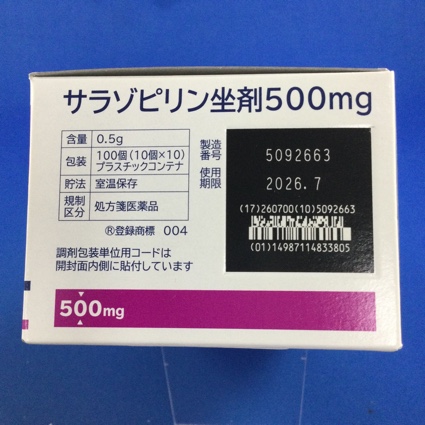 サラゾピリン坐剤500mg
含量 0.5g
包装 100個(10個×10)
プラスチックコンテナ
貯法 室温保存
規制
区分 処方箋医薬品
Ⓡ登録商標 004
調剤包装単位用コードは
開封面内側に貼付しています
製造
番号 5092663
使用
期限 2026.7
(17)260700(10)5092663
(01)14987114833805
500mg